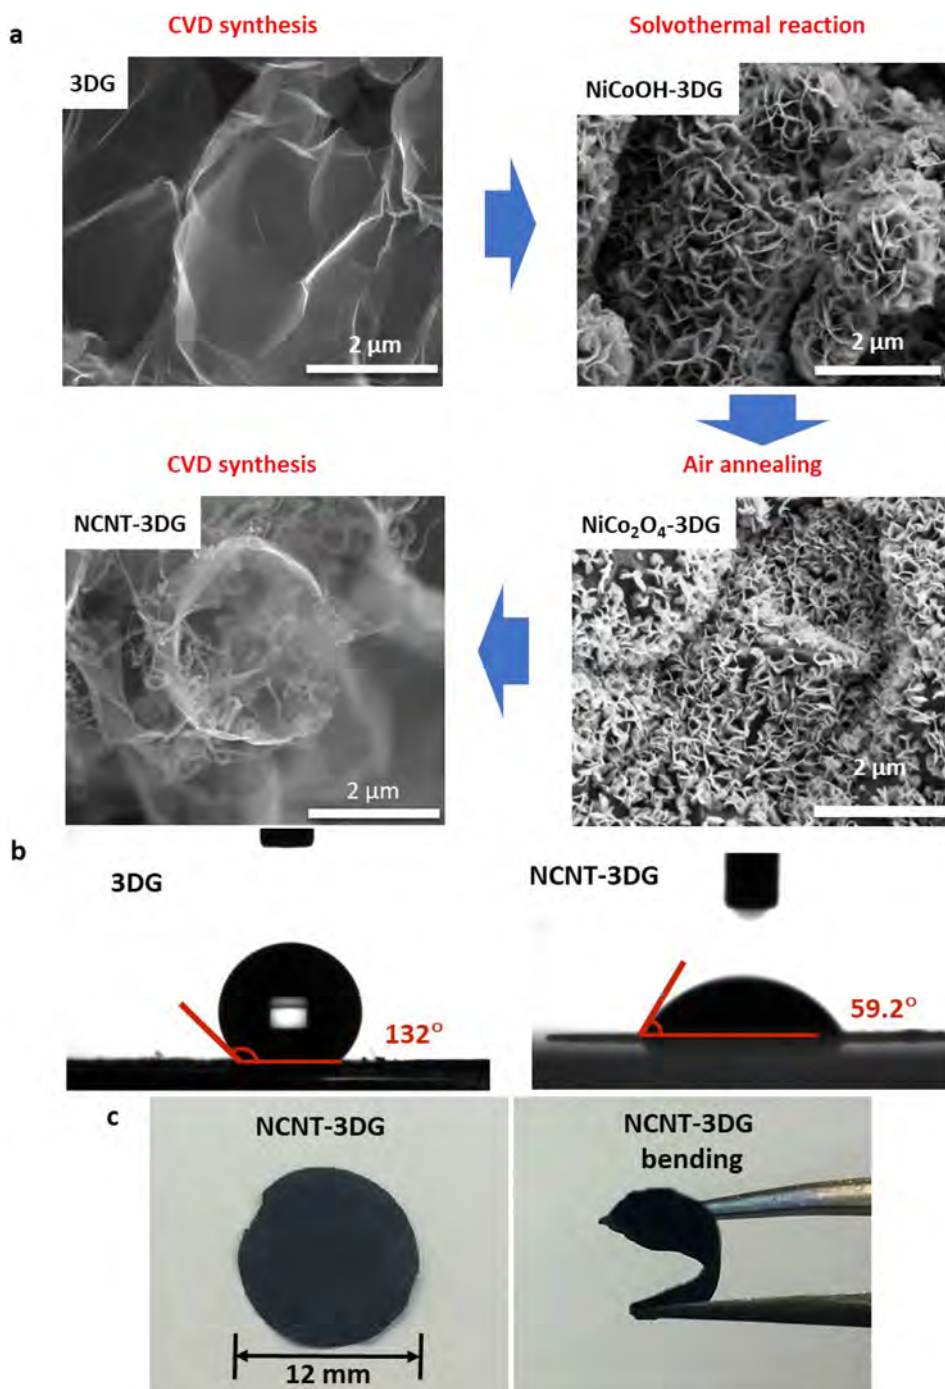 a
CVD synthesis
Solvothermal reaction
3DG
NiCoOH-3DG
2 μm
2 μm
CVD synthesis
Air annealing
NCNT-3DG
NiCo₂O₄-3DG
2 μm
2 μm
b
3DG
NCNT-3DG
132°
59.2°
c
NCNT-3DG
NCNT-3DG
bending
12 mm